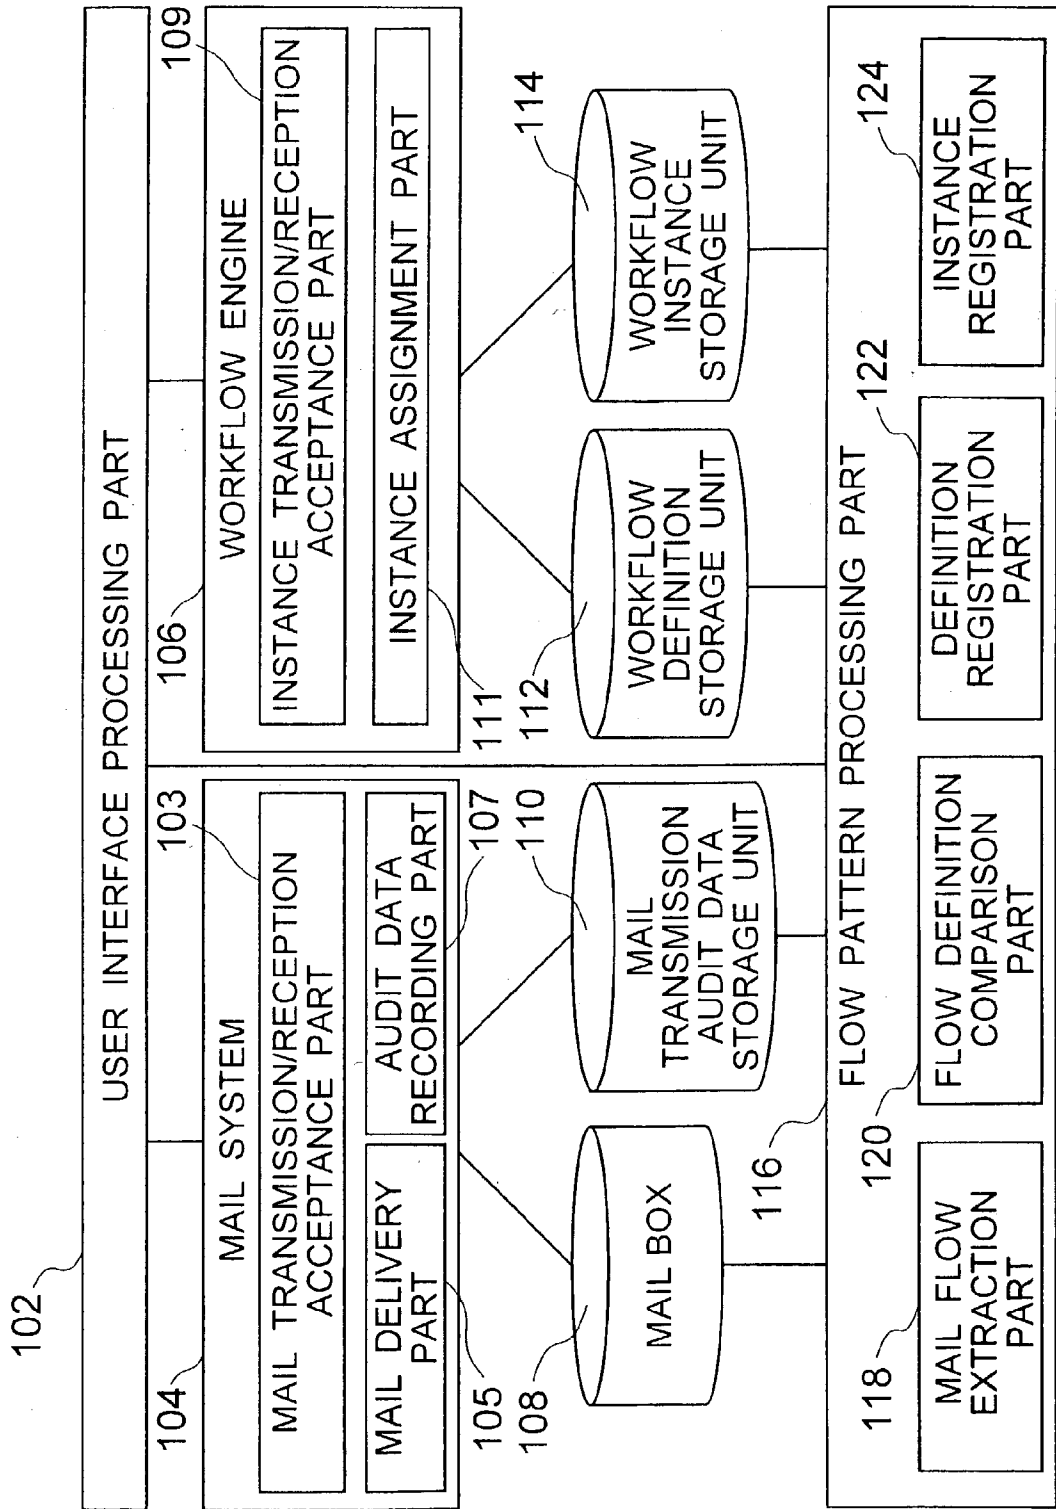 102
USER INTERFACE PROCESSING PART
104
MAIL SYSTEM
103
MAIL TRANSMISSION/RECEPTION
ACCEPTANCE PART
MAIL DELIVERY
PART
105
AUDIT DATA
RECORDING PART
107
106
WORKFLOW ENGINE
109
INSTANCE TRANSMISSION/RECEPTION
ACCEPTANCE PART
INSTANCE ASSIGNMENT PART
111
108
MAIL BOX
110
MAIL
TRANSMISSION
AUDIT DATA
STORAGE UNIT
112
WORKFLOW
DEFINITION
STORAGE UNIT
114
WORKFLOW
INSTANCE
STORAGE UNIT
116
FLOW PATTERN PROCESSING PART
118
MAIL FLOW
EXTRACTION
PART
120
FLOW DEFINITION
COMPARISON
PART
122
DEFINITION
REGISTRATION
PART
124
INSTANCE
REGISTRATION
PART